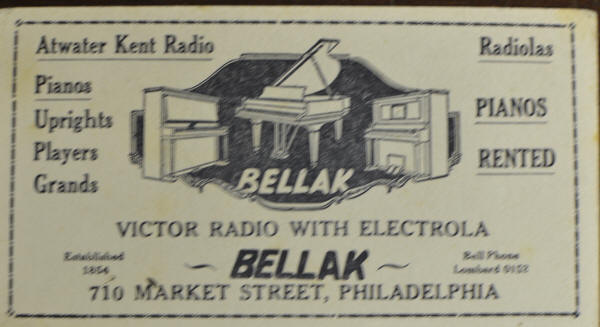 Atwater Kent Radio
Radiolas
Pianos
Uprights
Players
Grands
PIANOS
RENTED
BELLAK
VICTOR RADIO WITH ELECTROLA
Established
1854
BELLAK
Bell Phone
Lombard 9152
710 MARKET STREET, PHILADELPHIA